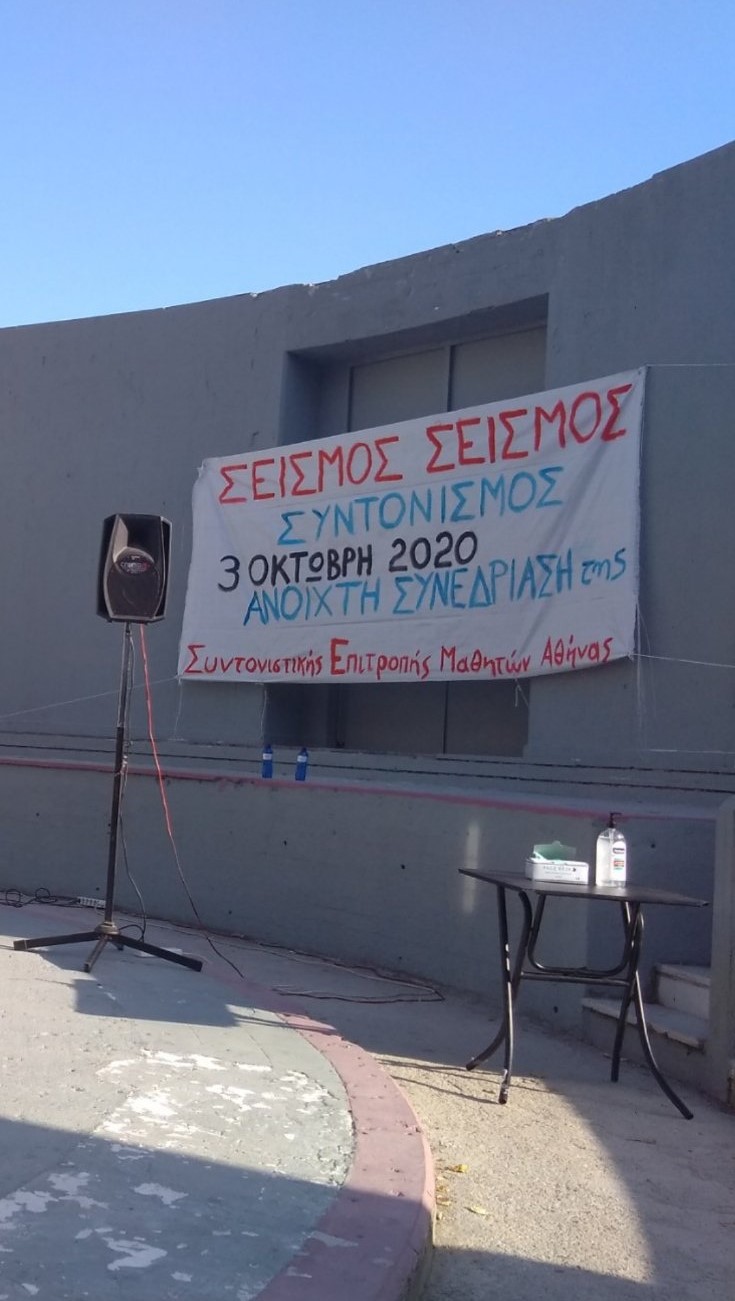 ΣΕΙΣΜΟΣ ΣΕΙΣΜΟΣ
ΣΥΝΤΟΝΙΣΜΟΣ
3 ΟΚΤΩΒΡΗ 2020
ΑΝΟΙΧΤΗ ΣΥΝΕΔΡΙΑΣΗ της
Συντονιστικής Επιτροπής Μαθητών Αθήνας